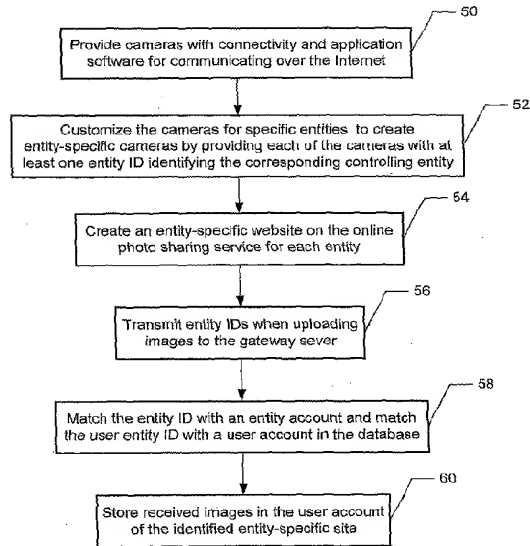 50
Provide cameras with connectivity and application
software for communicating over the Internet
52
Customize the cameras for specific entities to create
entity-specific cameras by providing each of the cameras with at
least one entity ID identifying the corresponding controlling entity
54
Create an entity-specific website on the online
photo sharing service for each entity
56
Transmit entity IDs when uploading
images to the gateway sever
58
Match the entity ID with an entity account and match
the user entity ID with a user account in the database
60
Store received images in the user account
of the identified entity-specific site